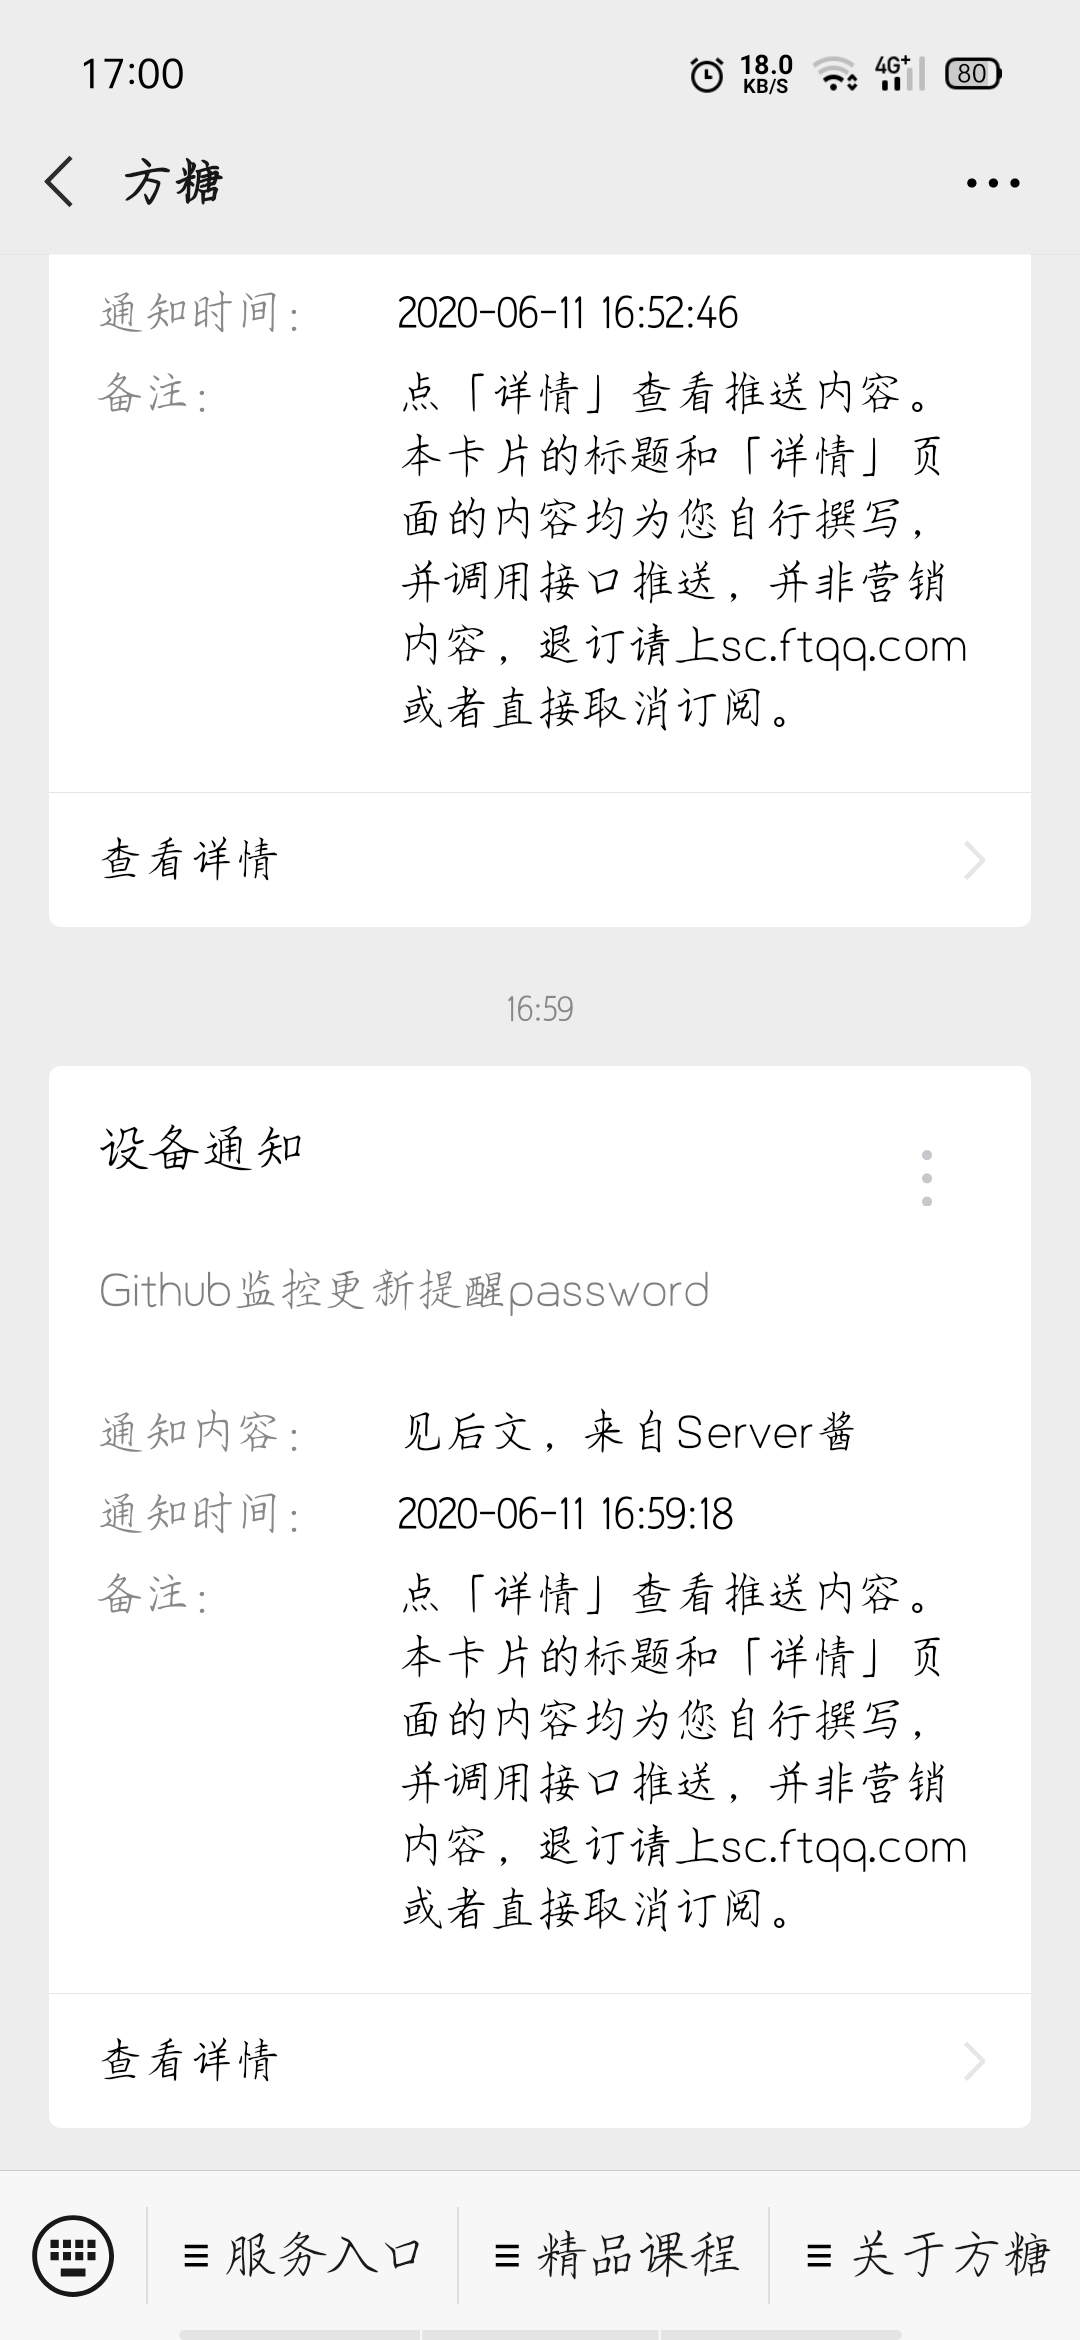 17:00 18.0 KB/S 4G+ 80
方糖
通知时间: 2020-06-11 16:52:46
备注: 点「详情」查看推送内容。
本卡片的标题和「详情」页
面的内容均为您自行撰写，
并调用接口推送，并非营销
内容，退订请上sc.ftqq.com
或者直接取消订阅。
查看详情
16:59
设备通知
Github监控更新提醒password
通知内容: 见后文，来自Server酱
通知时间: 2020-06-11 16:59:18
备注: 点「详情」查看推送内容。
本卡片的标题和「详情」页
面的内容均为您自行撰写，
并调用接口推送，并非营销
内容，退订请上sc.ftqq.com
或者直接取消订阅。
查看详情
服务入口 精品课程 关于方糖